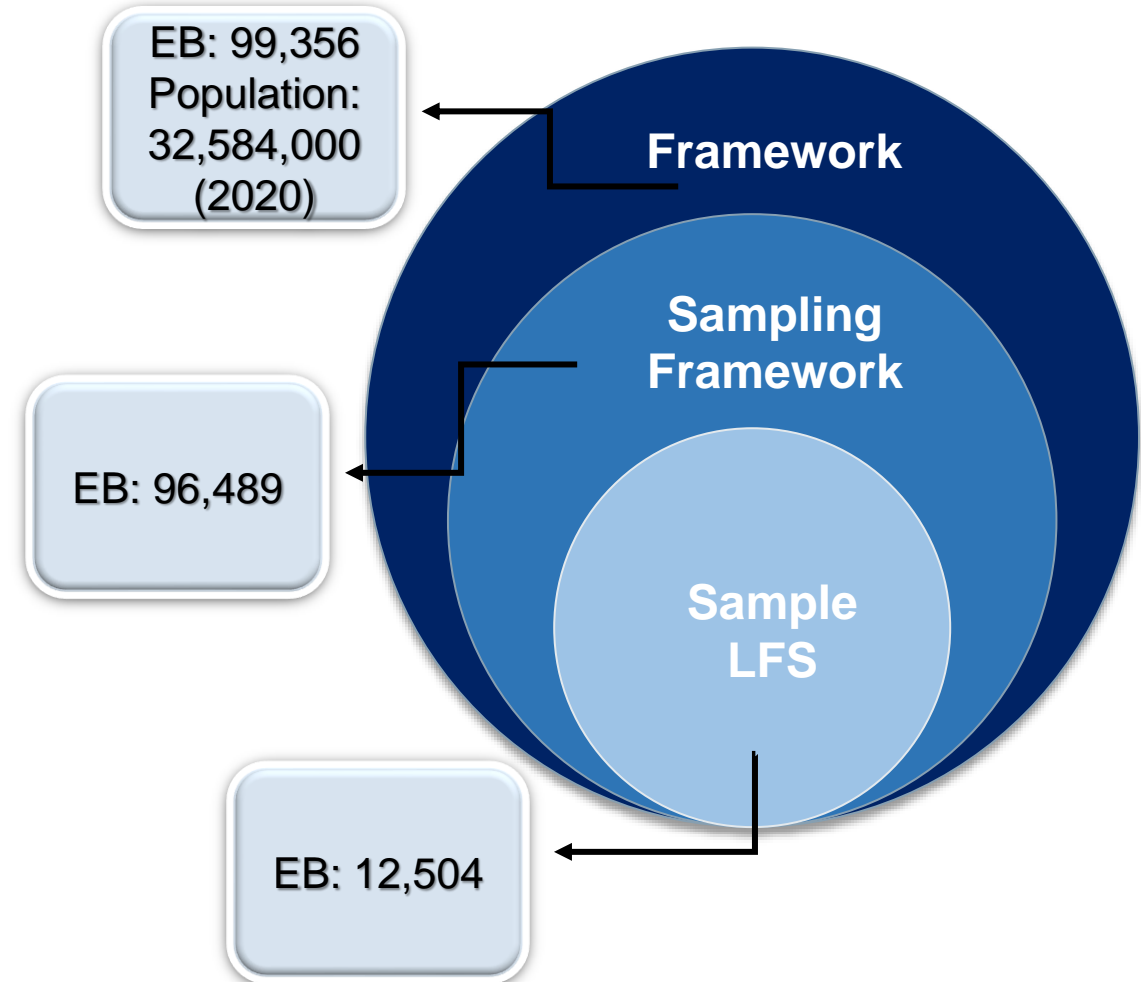 EB: 99,356
Population:
32,584,000
(2020)
Framework
Sampling
Framework
EB: 96,489
Sample
LFS
EB: 12,504